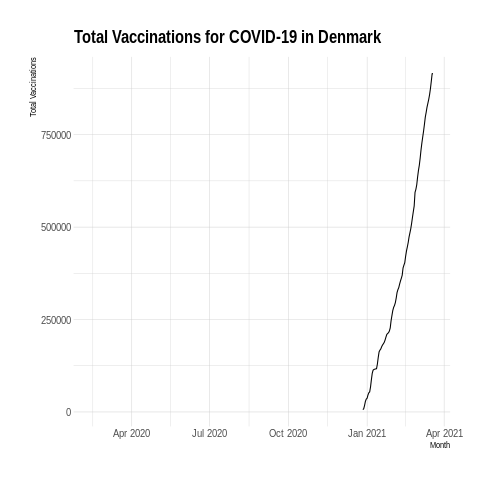 Total Vaccinations for COVID-19 in Denmark
Total Vaccinations
750000
500000
250000
0
Apr 2020 Jul 2020 Oct 2020 Jan 2021 Apr 2021
Month